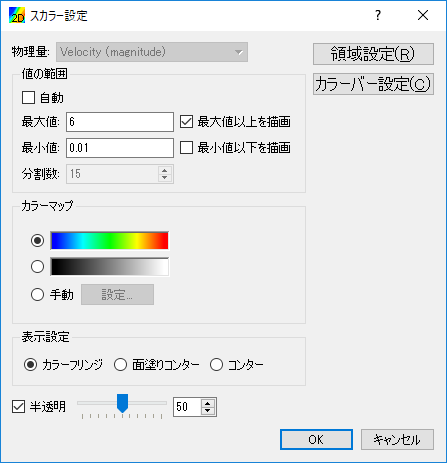 2D スカラー設定 ?
物理量: Velocity (magnitude)
領域設定(R)
カラーバー設定(C)
値の範囲
自動
最大値: 6 最大値以上を描画
最小値: 0.01 最小値以下を描画
分割数: 15
カラーマップ
手動 設定...
表示設定
カラーフリンジ 面塗りコンター コンター
半透明 50
OK キャンセル